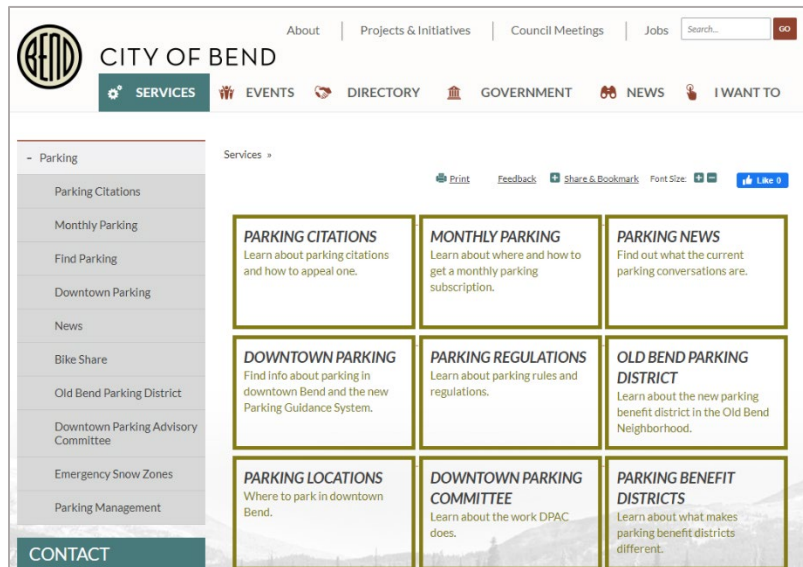 BEND
CITY OF BEND
About
Projects & Initiatives
Council Meetings
Jobs
Search...
GO
SERVICES
EVENTS
DIRECTORY
GOVERNMENT
NEWS
I WANT TO
- Parking
Parking Citations
Monthly Parking
Find Parking
Downtown Parking
News
Bike Share
Old Bend Parking District
Downtown Parking Advisory
Committee
Emergency Snow Zones
Parking Management
CONTACT
Services »
Print
Feedback
Share & Bookmark
Font Size:
+
-
Like 0
PARKING CITATIONS
Learn about parking citations
and how to appeal one.
MONTHLY PARKING
Learn about where and how to
get a monthly parking
subscription.
PARKING NEWS
Find out what the current
parking conversations are.
DOWNTOWN PARKING
Find info about parking in
downtown Bend and the new
Parking Guidance System.
PARKING REGULATIONS
Learn about parking rules and
regulations.
OLD BEND PARKING
DISTRICT
Learn about the new parking
benefit district in the Old Bend
Neighborhood.
PARKING LOCATIONS
Where to park in downtown
Bend.
DOWNTOWN PARKING
COMMITTEE
Learn about the work DPAC
does.
PARKING BENEFIT
DISTRICTS
Learn about what makes
parking benefit districts
different.